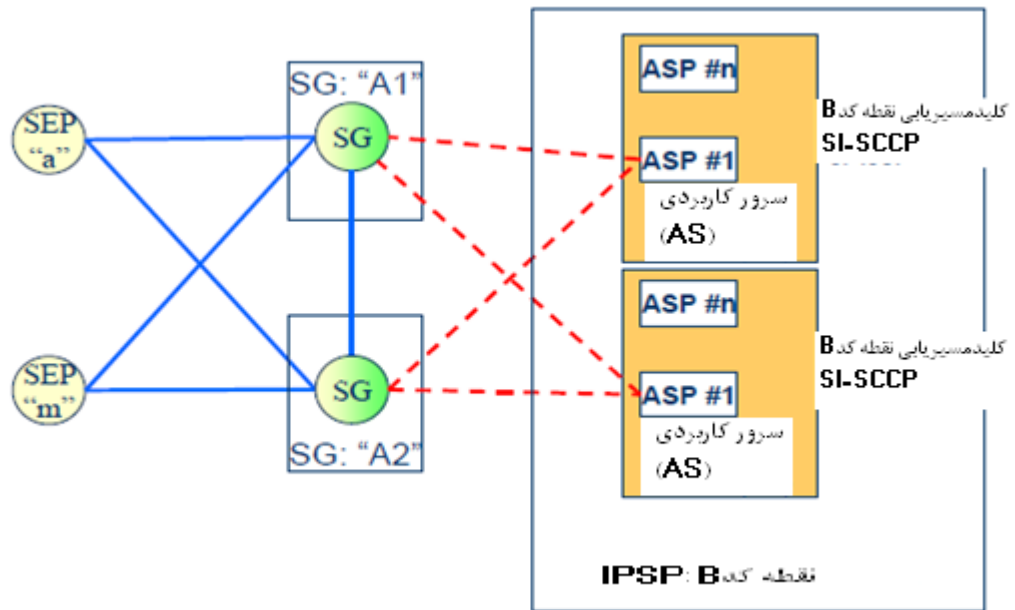 SEP
“a”
SEP
“m”
SG: “A1”
SG
SG
SG: “A2”
ASP #n
ASP #1
سرور کاربردی
(AS)
کلیدمسیریابی نقطه کد B
SI-SCCP
ASP #n
ASP #1
سرور کاربردی
(AS)
کلیدمسیریابی نقطه کد B
SI-SCCP
IPSP: B نقطه کد